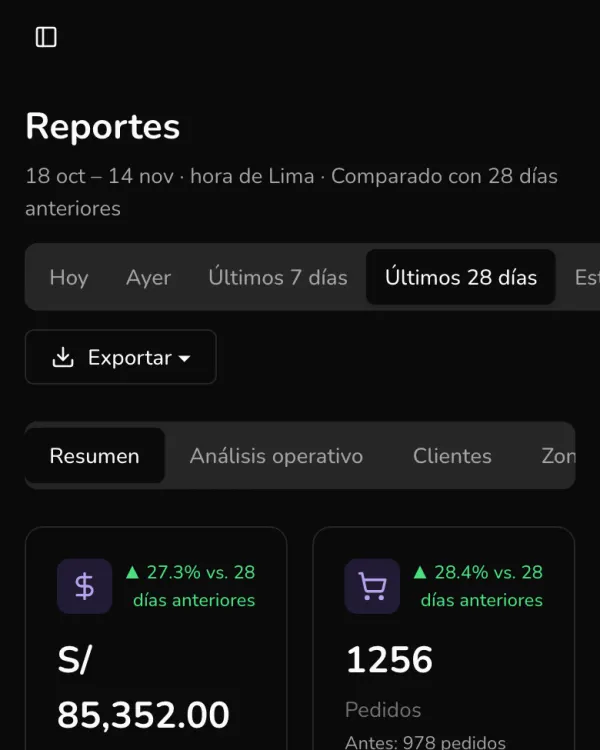 Reportes
18 oct – 14 nov · hora de Lima · Comparado con 28 días
anteriores
Hoy Ayer Últimos 7 días Últimos 28 días Est
Exportar
Resumen Análisis operativo Clientes Zon
▲ 27.3% vs. 28
días anteriores
S/
85,352.00
▲ 28.4% vs. 28
días anteriores
1256
Pedidos
Antes: 978 pedidos